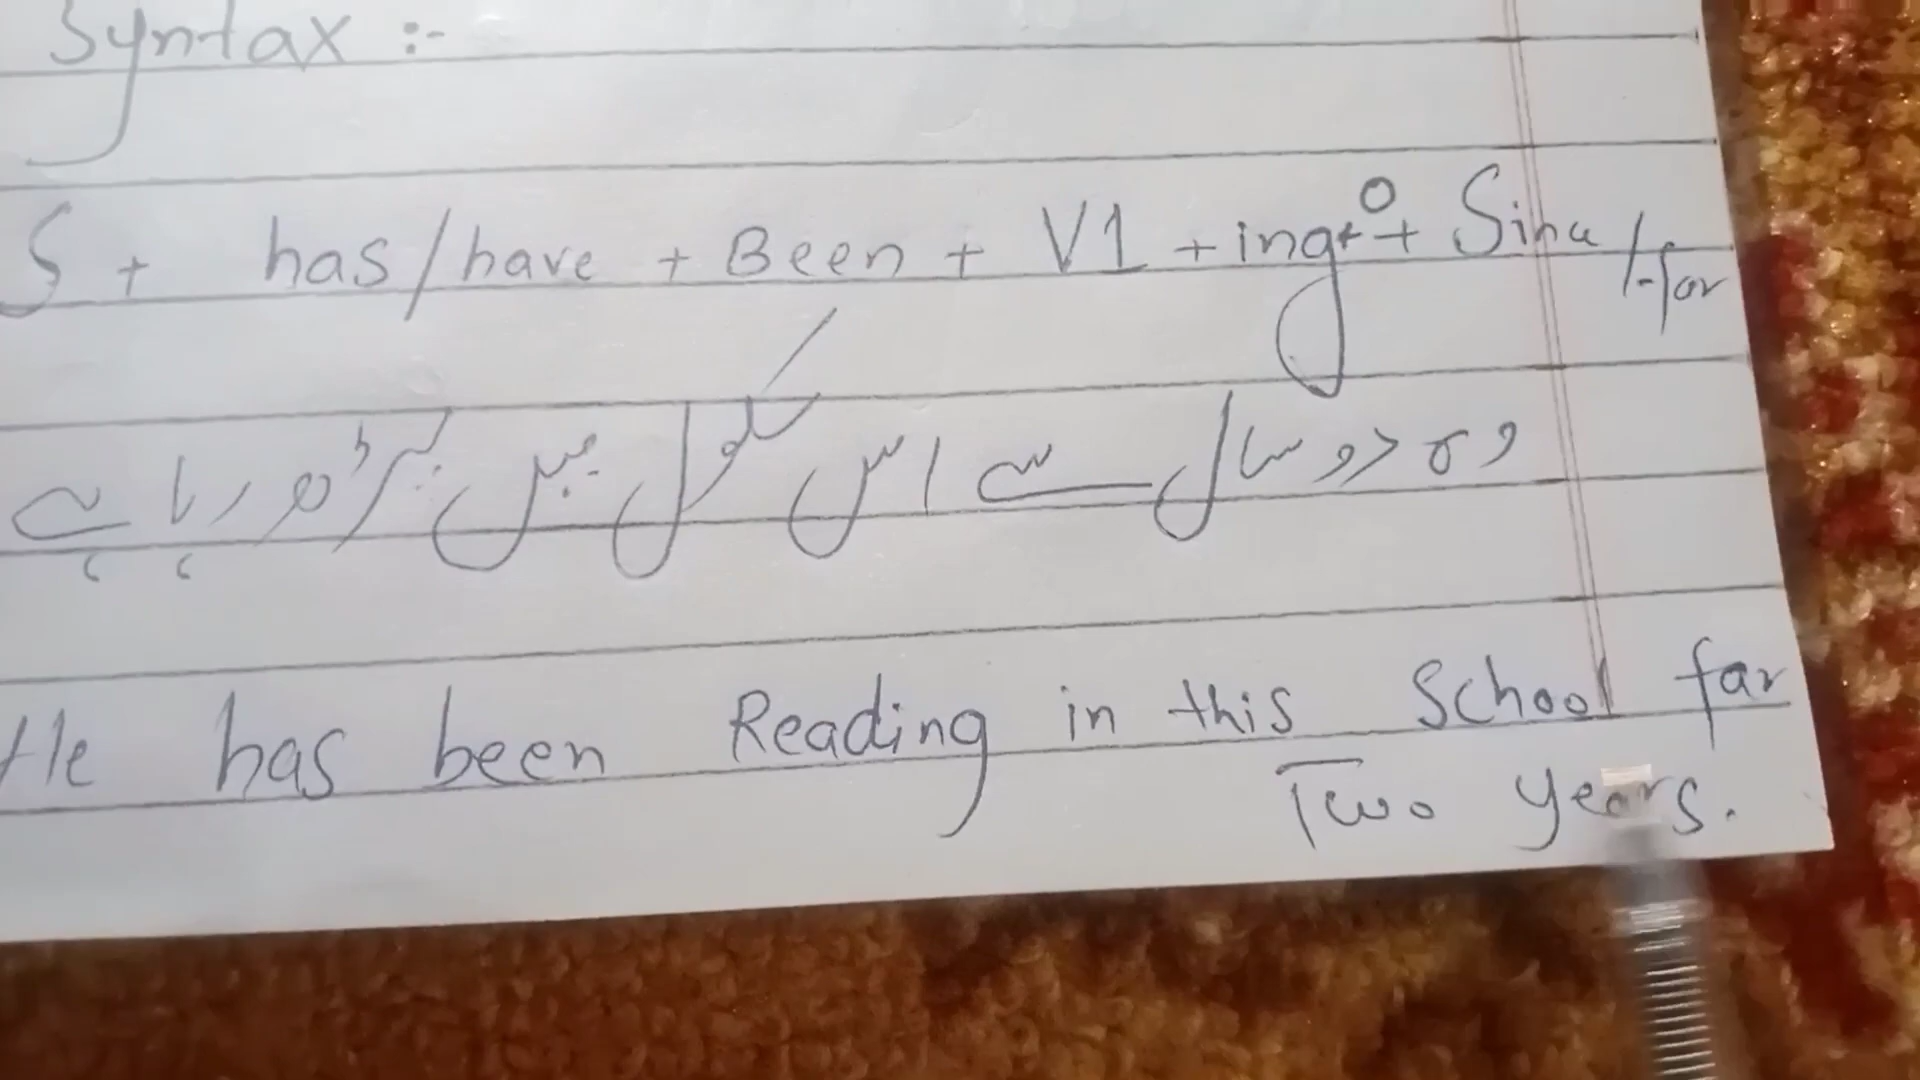 Syntax :-
S + has/have + Been + V1 + ing + O + Sinc/for
وہ دو سال سے اس سکول میں پڑھ رہا ہے
He has been Reading in this School for
Two years.